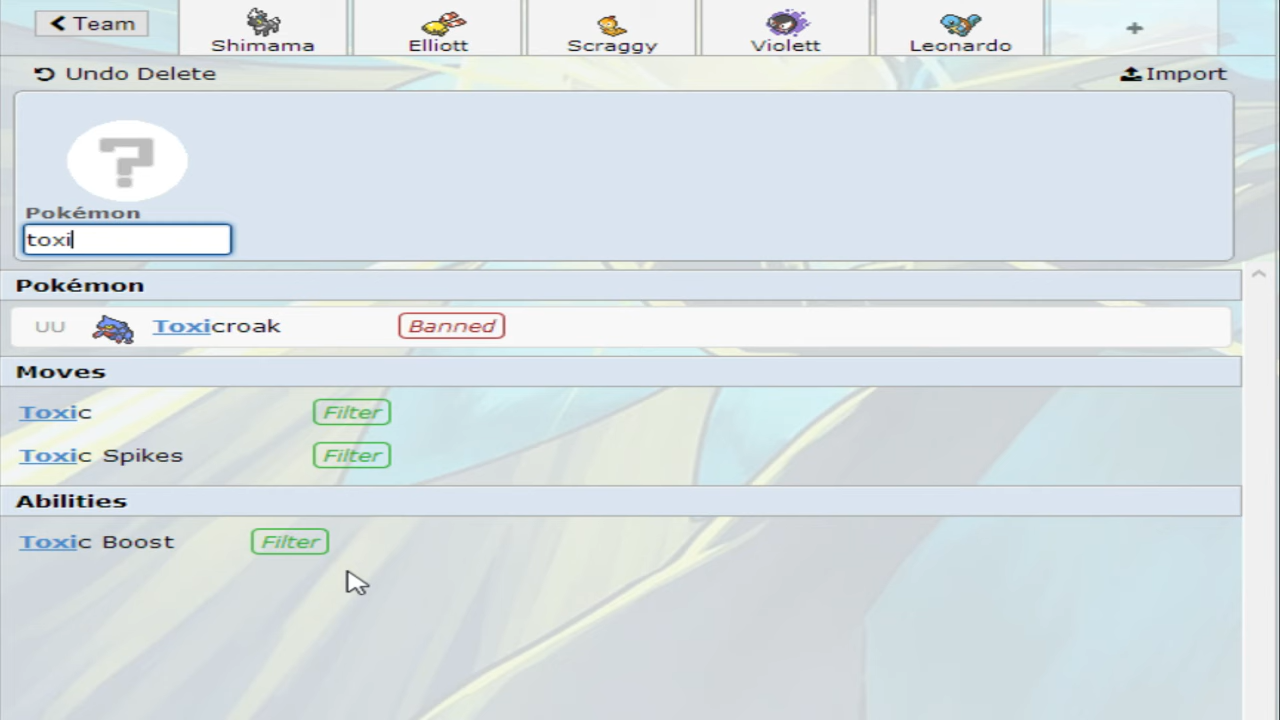 Team
Shimama
Elliott
Scraggy
Violett
Leonardo
+
Undo Delete
Import
?
Pokémon
toxi
Pokémon
UU Toxicroak Banned
Moves
Toxic Filter
Toxic Spikes Filter
Abilities
Toxic Boost Filter